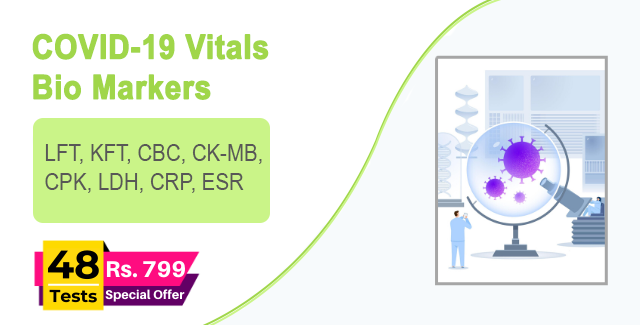 COVID-19 Vitals
Bio Markers
LFT, KFT, CBC, CK-MB,
CPK, LDH, CRP, ESR
48
Tests
Rs. 799
Special Offer